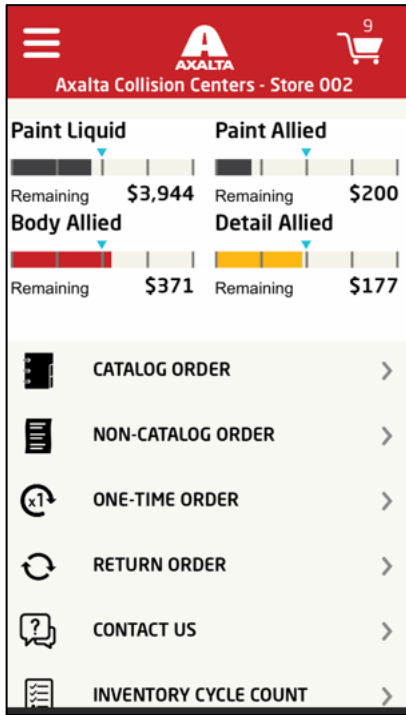 9
AXALTA
Axalta Collision Centers - Store 002
Paint Liquid
Paint Allied
Remaining $3,944
Remaining $200
Body Allied
Detail Allied
Remaining $371
Remaining $177
CATALOG ORDER
NON-CATALOG ORDER
x1
ONE-TIME ORDER
RETURN ORDER
?
CONTACT US
INVENTORY CYCLE COUNT